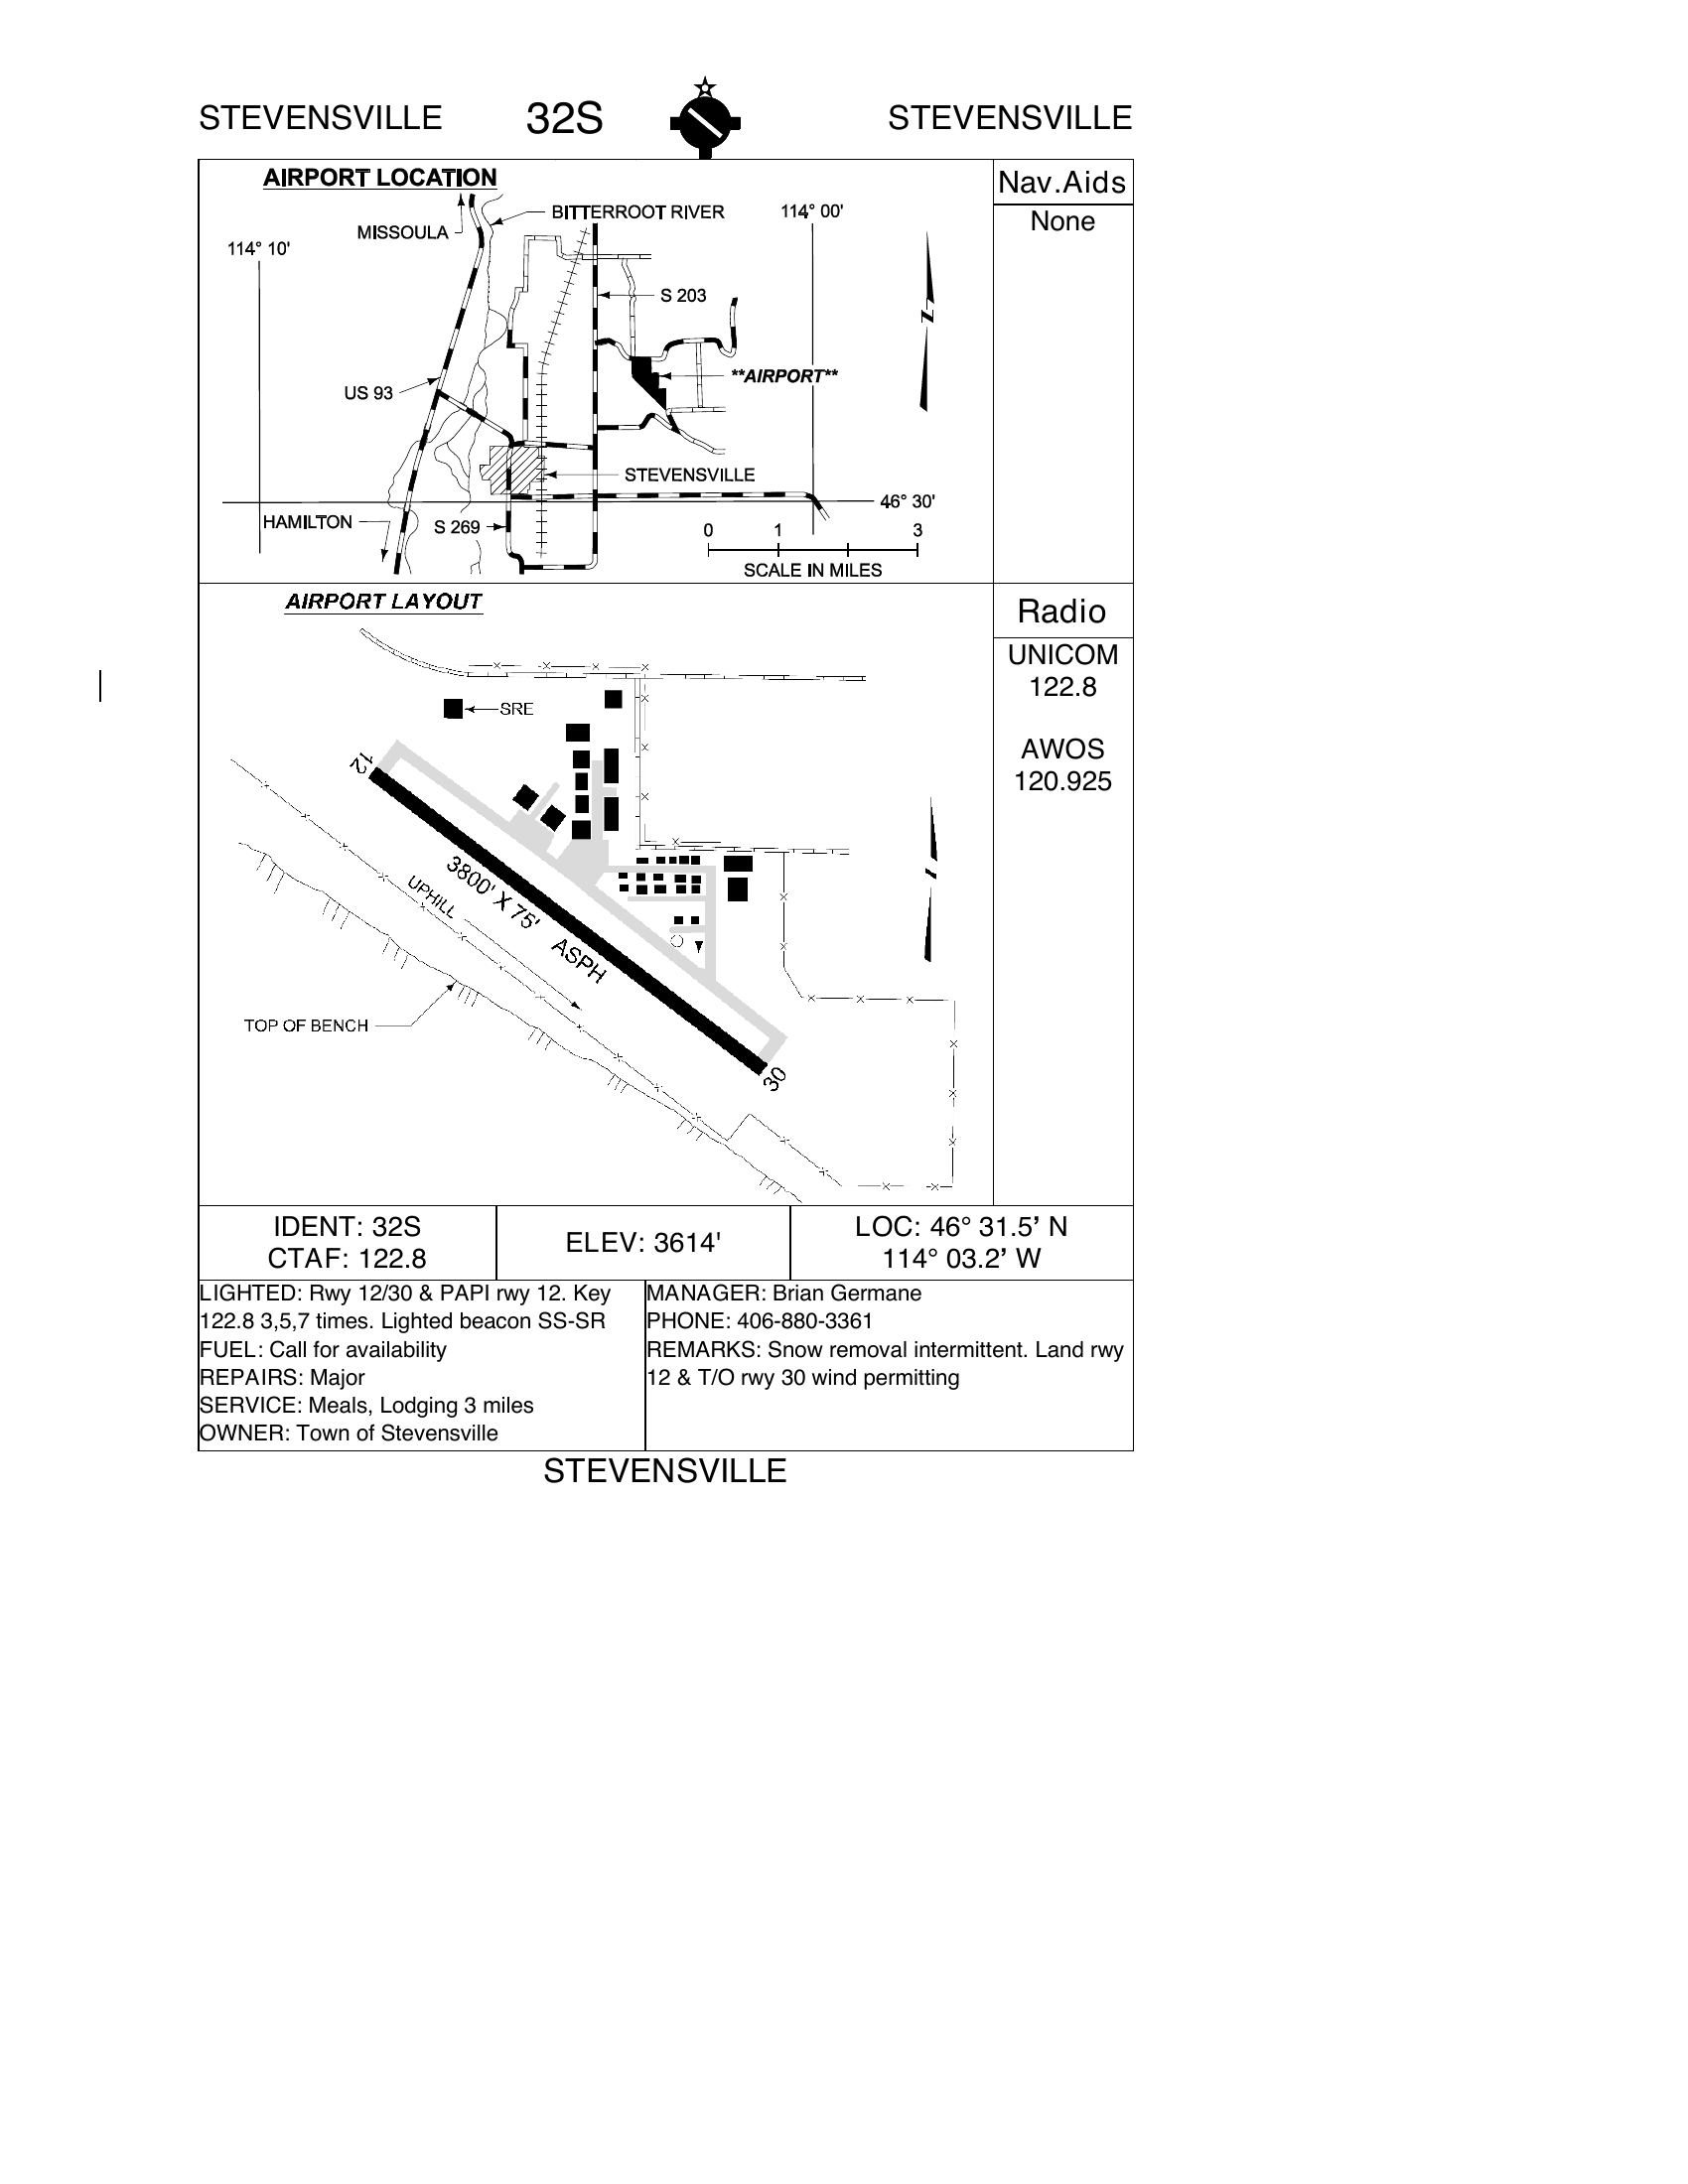 STEVENSVILLE 32S STEVENSVILLE
AIRPORT LOCATION
Nav.Aids
None
BITTERROOT RIVER
114° 00'
MISSOULA
114° 10'
S 203
N
**AIRPORT**
US 93
STEVENSVILLE
46° 30'
HAMILTON
S 269
0 1 3
SCALE IN MILES
AIRPORT LAYOUT
Radio
UNICOM
122.8
AWOS
120.925
SRE
12
3800' X 75' ASPH
UPHILL
TOP OF BENCH
30
IDENT: 32S
CTAF: 122.8
ELEV: 3614'
LOC: 46° 31.5’ N
114° 03.2’ W
LIGHTED: Rwy 12/30 & PAPI rwy 12. Key
122.8 3,5,7 times. Lighted beacon SS-SR
FUEL: Call for availability
REPAIRS: Major
SERVICE: Meals, Lodging 3 miles
OWNER: Town of Stevensville
MANAGER: Brian Germane
PHONE: 406-880-3361
REMARKS: Snow removal intermittent. Land rwy
12 & T/O rwy 30 wind permitting
STEVENSVILLE